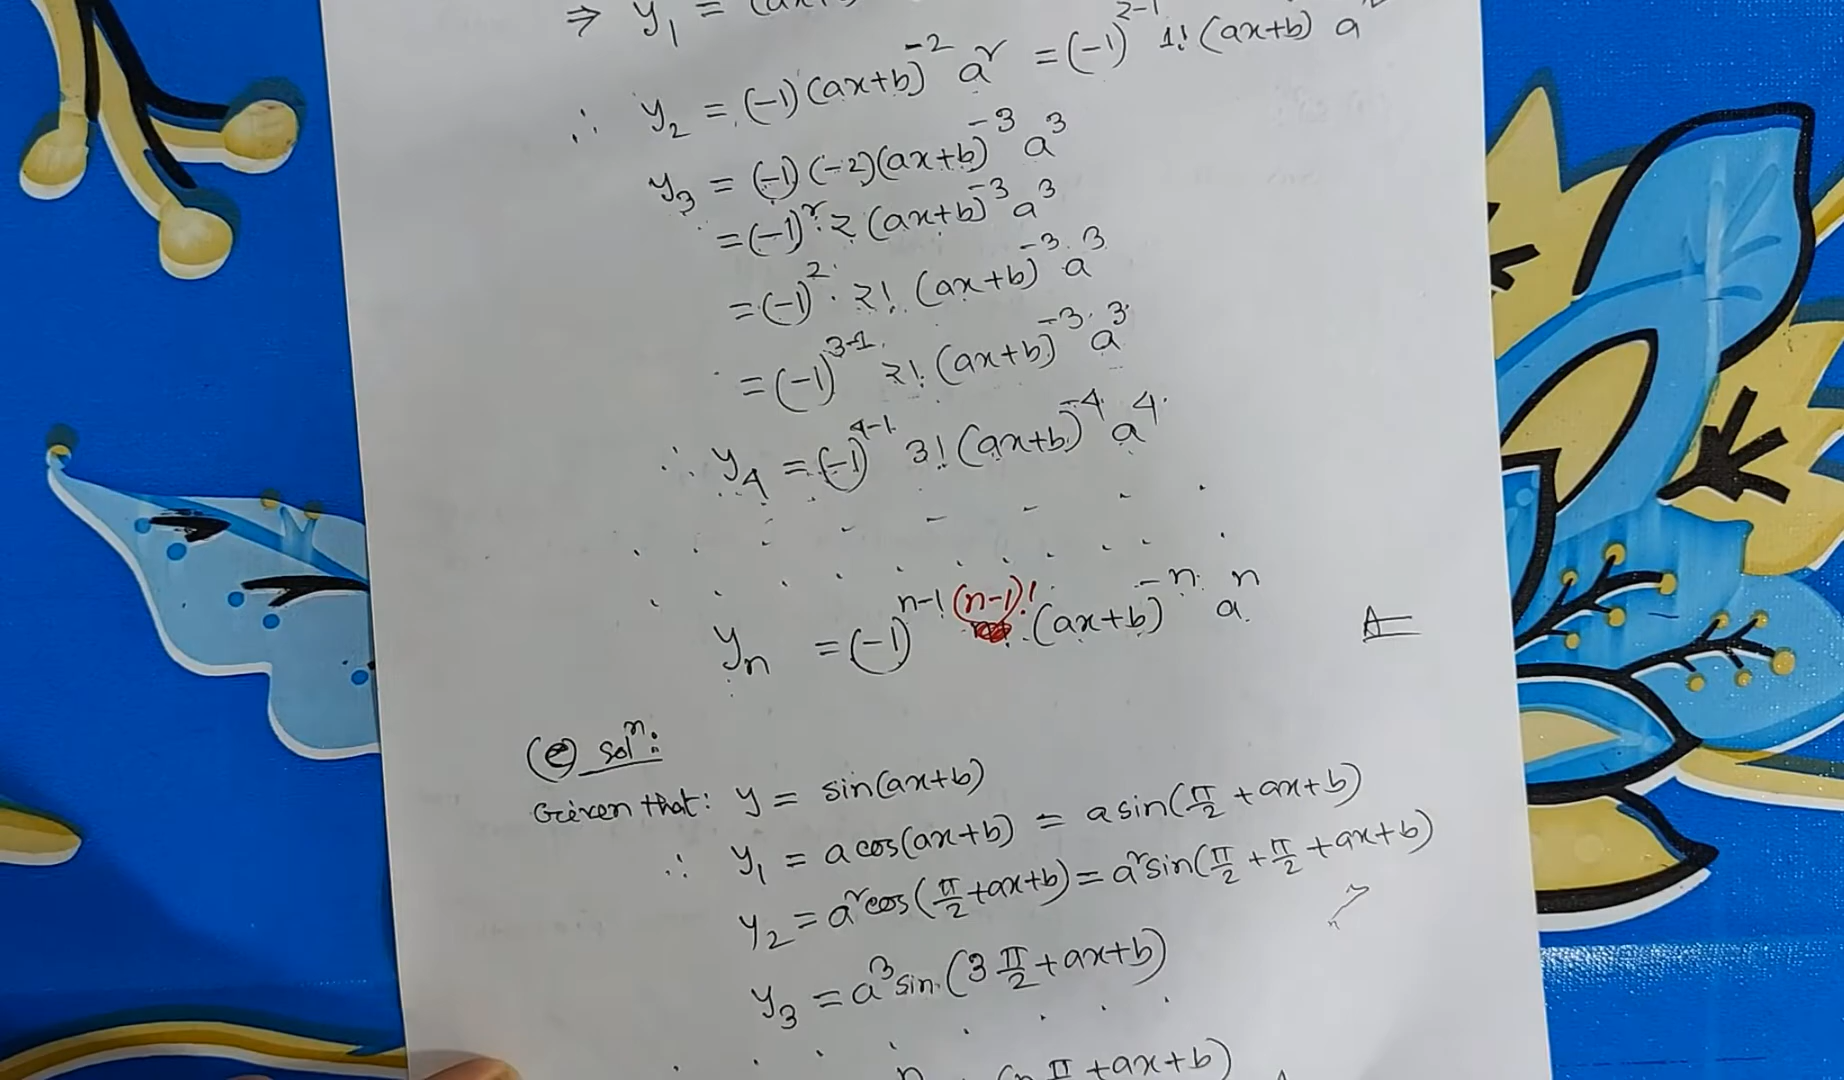 ⇒ y₁ =
∴ y₂ = (-1)(ax+b)⁻² a² = (-1)²⁻¹ 1! (ax+b) a
y₃ = (-1)(-2)(ax+b)⁻³ a³
= (-1)² 2 (ax+b)⁻³ a³
= (-1)² · 2! (ax+b)⁻³ a³
= (-1)³⁻¹ 2! (ax+b)⁻³ a³
∴ y₄ = (-1)⁴⁻¹ 3! (ax+b)⁻⁴ a⁴
yₙ = (-1)ⁿ⁻¹ (n-1)! (ax+b)⁻ⁿ aⁿ
(e) solⁿ:
Given that: y = sin(ax+b)
∴ y₁ = a cos(ax+b) = a sin(π/2 + ax+b)
y₂ = a² cos(π/2 + ax+b) = a² sin(π/2 + π/2 + ax+b)
y₃ = a³ sin(3 π/2 + ax+b)
n π + ax+b)